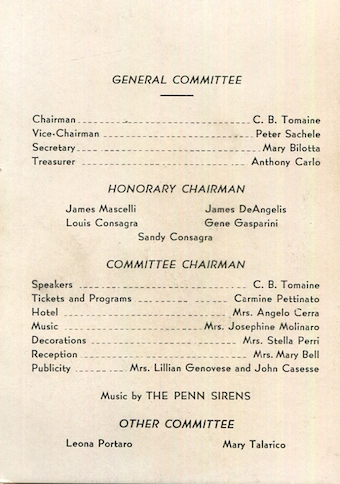 GENERAL COMMITTEE
Chairman C. B. Tomaine
Vice-Chairman Peter Sachele
Secretary Mary Bilotta
Treasurer Anthony Carlo
HONORARY CHAIRMAN
James Mascelli James DeAngelis
Louis Consagra Gene Gasparini
Sandy Consagra
COMMITTEE CHAIRMAN
Speakers C. B. Tomaine
Tickets and Programs Carmine Pettinato
Hotel Mrs. Angelo Cerra
Music Mrs. Josephine Molinaro
Decorations Mrs. Stella Perri
Reception Mrs. Mary Bell
Publicity Mrs. Lillian Genovese and John Casesse
Music by THE PENN SIRENS
OTHER COMMITTEE
Leona Portaro Mary Talarico